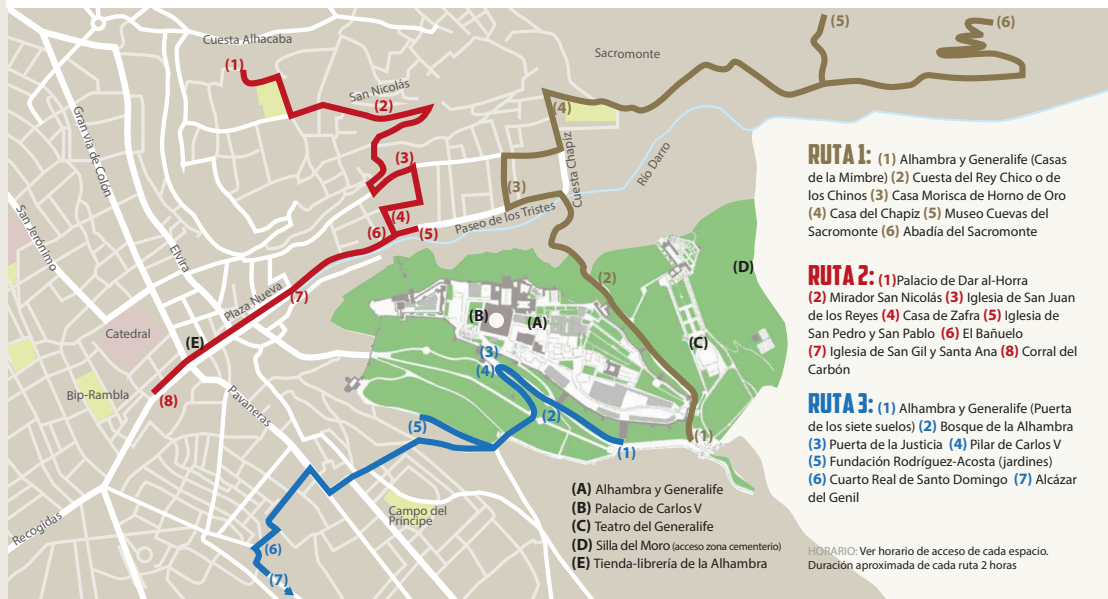 Cuesta Alhacaba
(1)
San Nicolás
(2)
(3)
(4)
(5)
(6)
(7)
(8)
Gran vía de Colón
San Jerónimo
Elvira
Plaza Nueva
Catedral
(E)
Bip-Rambla
Pavaneras
Recogidas
Campo del
Príncipe
Paseo de los Tristes
Cuesta Chapíz
Río Darro
Sacromonte
(5)
(6)
(4)
(3)
(2)
(1)
(D)
(B)
(A)
(C)
(3)
(4)
(2)
(5)
(1)
(6)
(7)
(A) Alhambra y Generalife
(B) Palacio de Carlos V
(C) Teatro del Generalife
(D) Silla del Moro (acceso zona cementerio)
(E) Tienda-librería de la Alhambra
RUTA 1: (1) Alhambra y Generalife (Casas
de la Mimbre) (2) Cuesta del Rey Chico o de
los Chinos (3) Casa Morisca de Horno de Oro
(4) Casa del Chapiz (5) Museo Cuevas del
Sacromonte (6) Abadía del Sacromonte
RUTA 2: (1)Palacio de Dar al-Horra
(2) Mirador San Nicolás (3) Iglesia de San Juan
de los Reyes (4) Casa de Zafra (5) Iglesia de
San Pedro y San Pablo (6) El Bañuelo
(7) Iglesia de San Gil y Santa Ana (8) Corral del
Carbón
RUTA 3: (1) Alhambra y Generalife (Puerta
de los siete suelos) (2) Bosque de la Alhambra
(3) Puerta de la Justicia (4) Pilar de Carlos V
(5) Fundación Rodríguez-Acosta (jardines)
(6) Cuarto Real de Santo Domingo (7) Alcázar
del Genil
HORARIO: Ver horario de acceso de cada espacio.
Duración aproximada de cada ruta 2 horas